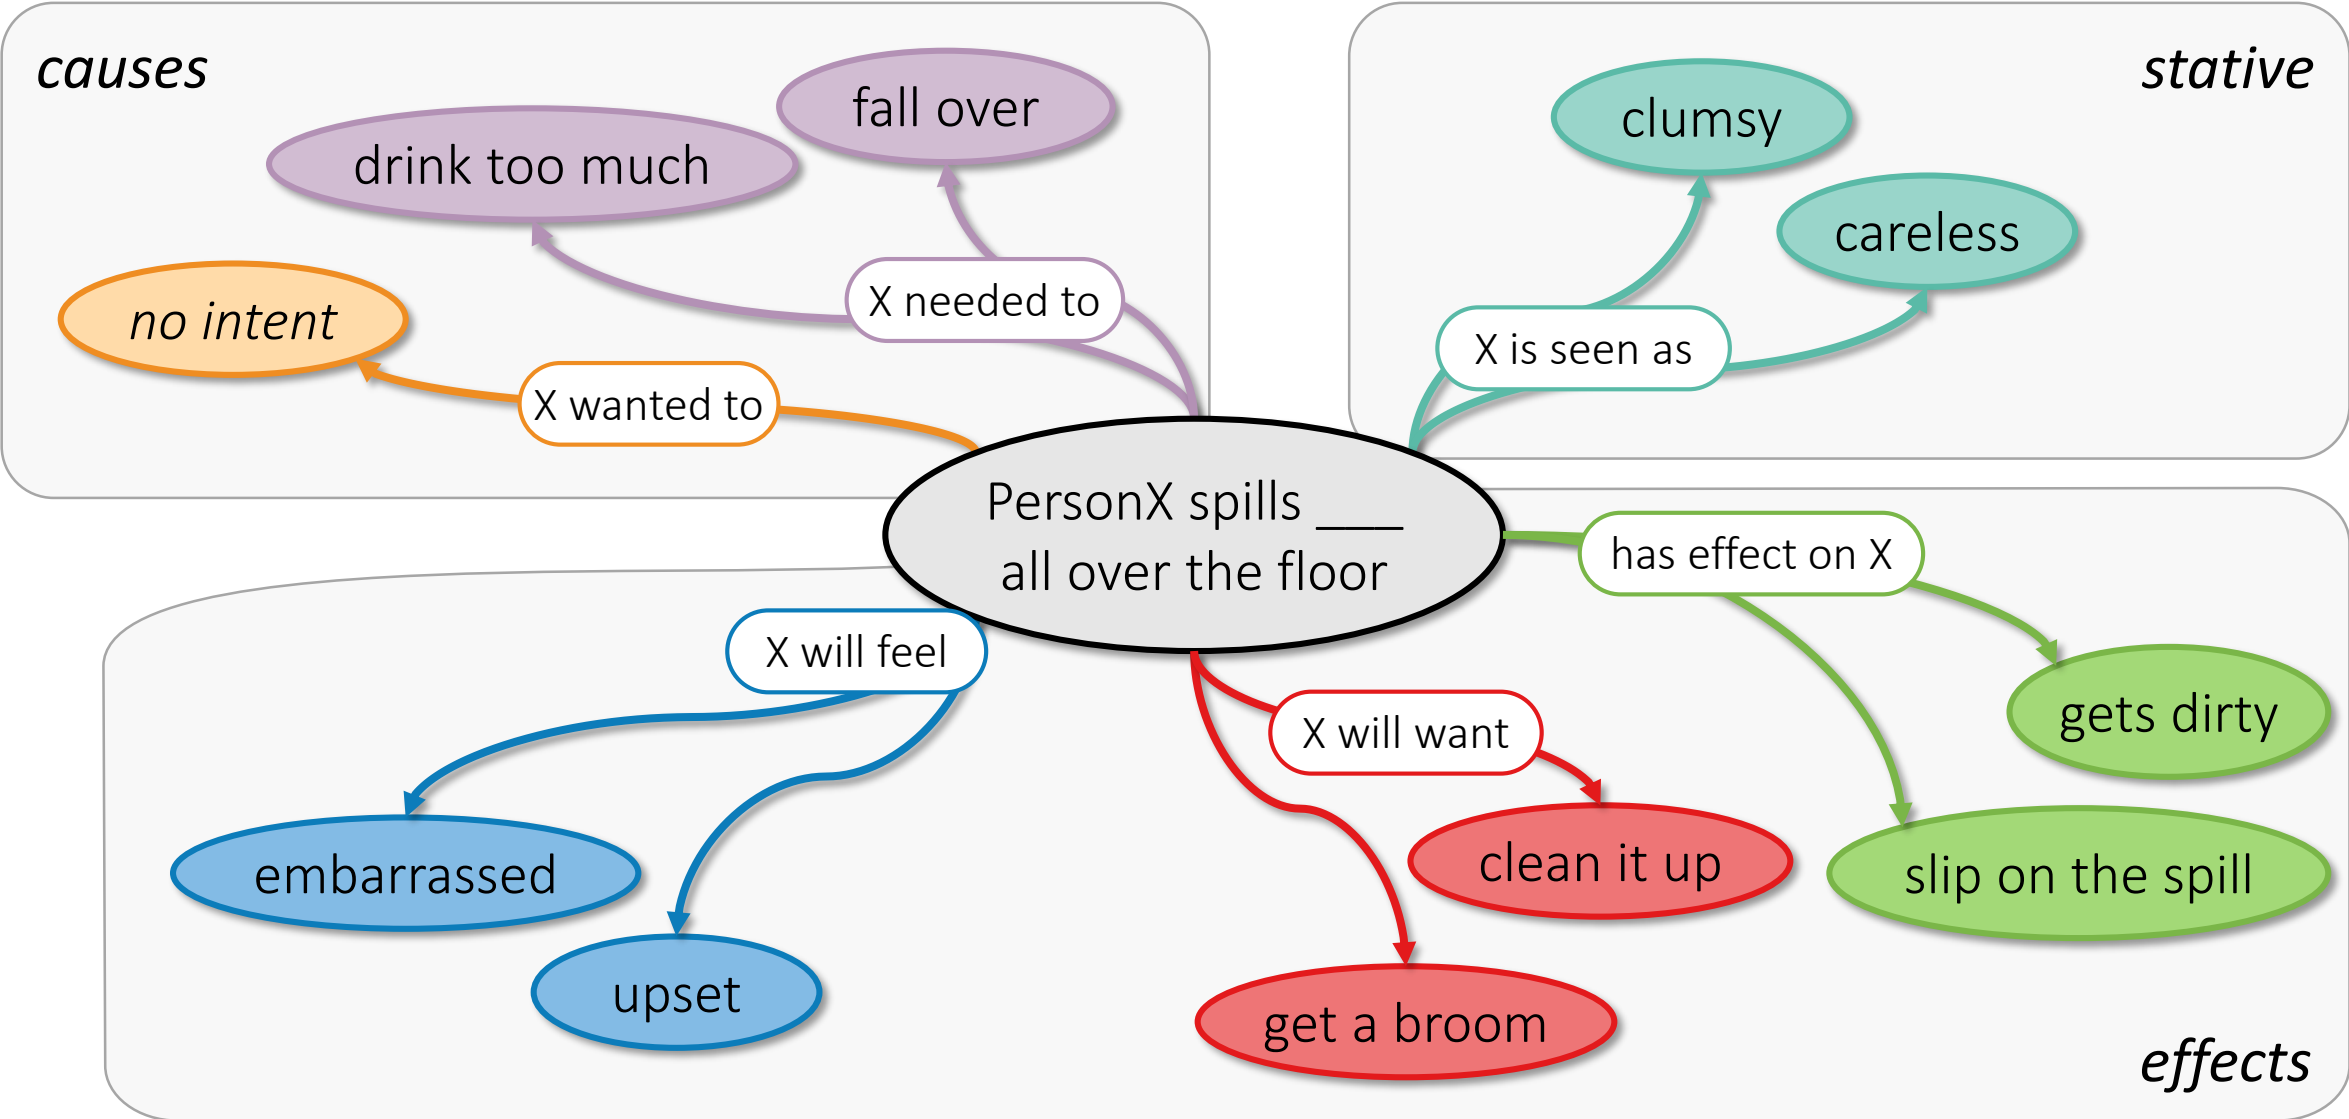 causes
fall over
drink too much
no intent
X needed to
X wanted to
stative
clumsy
careless
X is seen as
PersonX spills ___
all over the floor
has effect on X
gets dirty
slip on the spill
X will feel
embarrassed
upset
X will want
clean it up
get a broom
effects